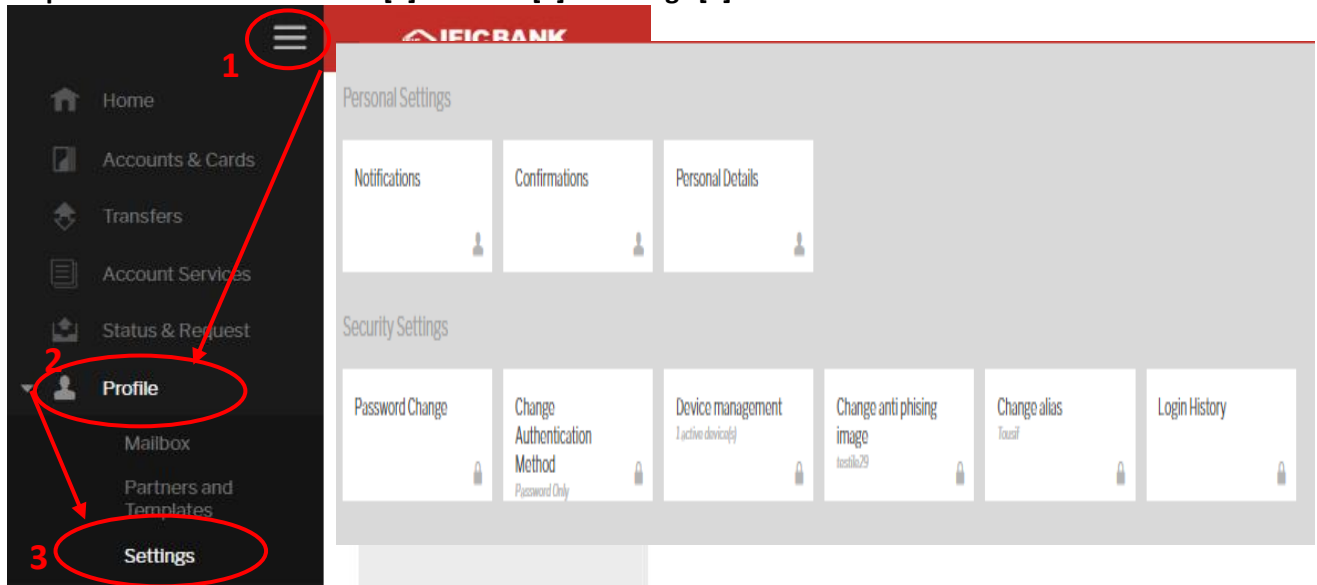 1
IFIC BANK
Home
Accounts & Cards
Transfers
Account Services
Status & Request
2
Profile
Mailbox
Partners and
Templates
3
Settings
Personal Settings
Notifications
Confirmations
Personal Details
Security Settings
Password Change
Change
Authentication
Method
Password Only
Device management
1 active device(s)
Change anti phising
image
testile29
Change alias
Tausif
Login History